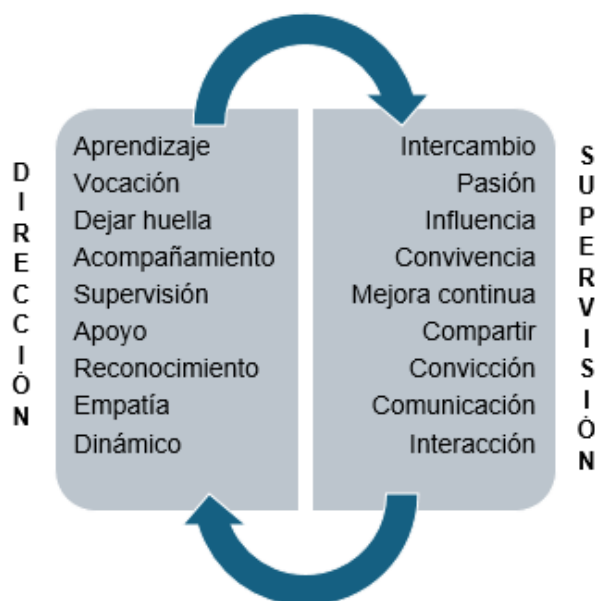 DIRECCIÓN
Aprendizaje
Vocación
Dejar huella
Acompañamiento
Supervisión
Apoyo
Reconocimiento
Empatía
Dinámico
Intercambio
Pasión
Influencia
Convivencia
Mejora continua
Compartir
Convicción
Comunicación
Interacción
SUPERVISIÓN